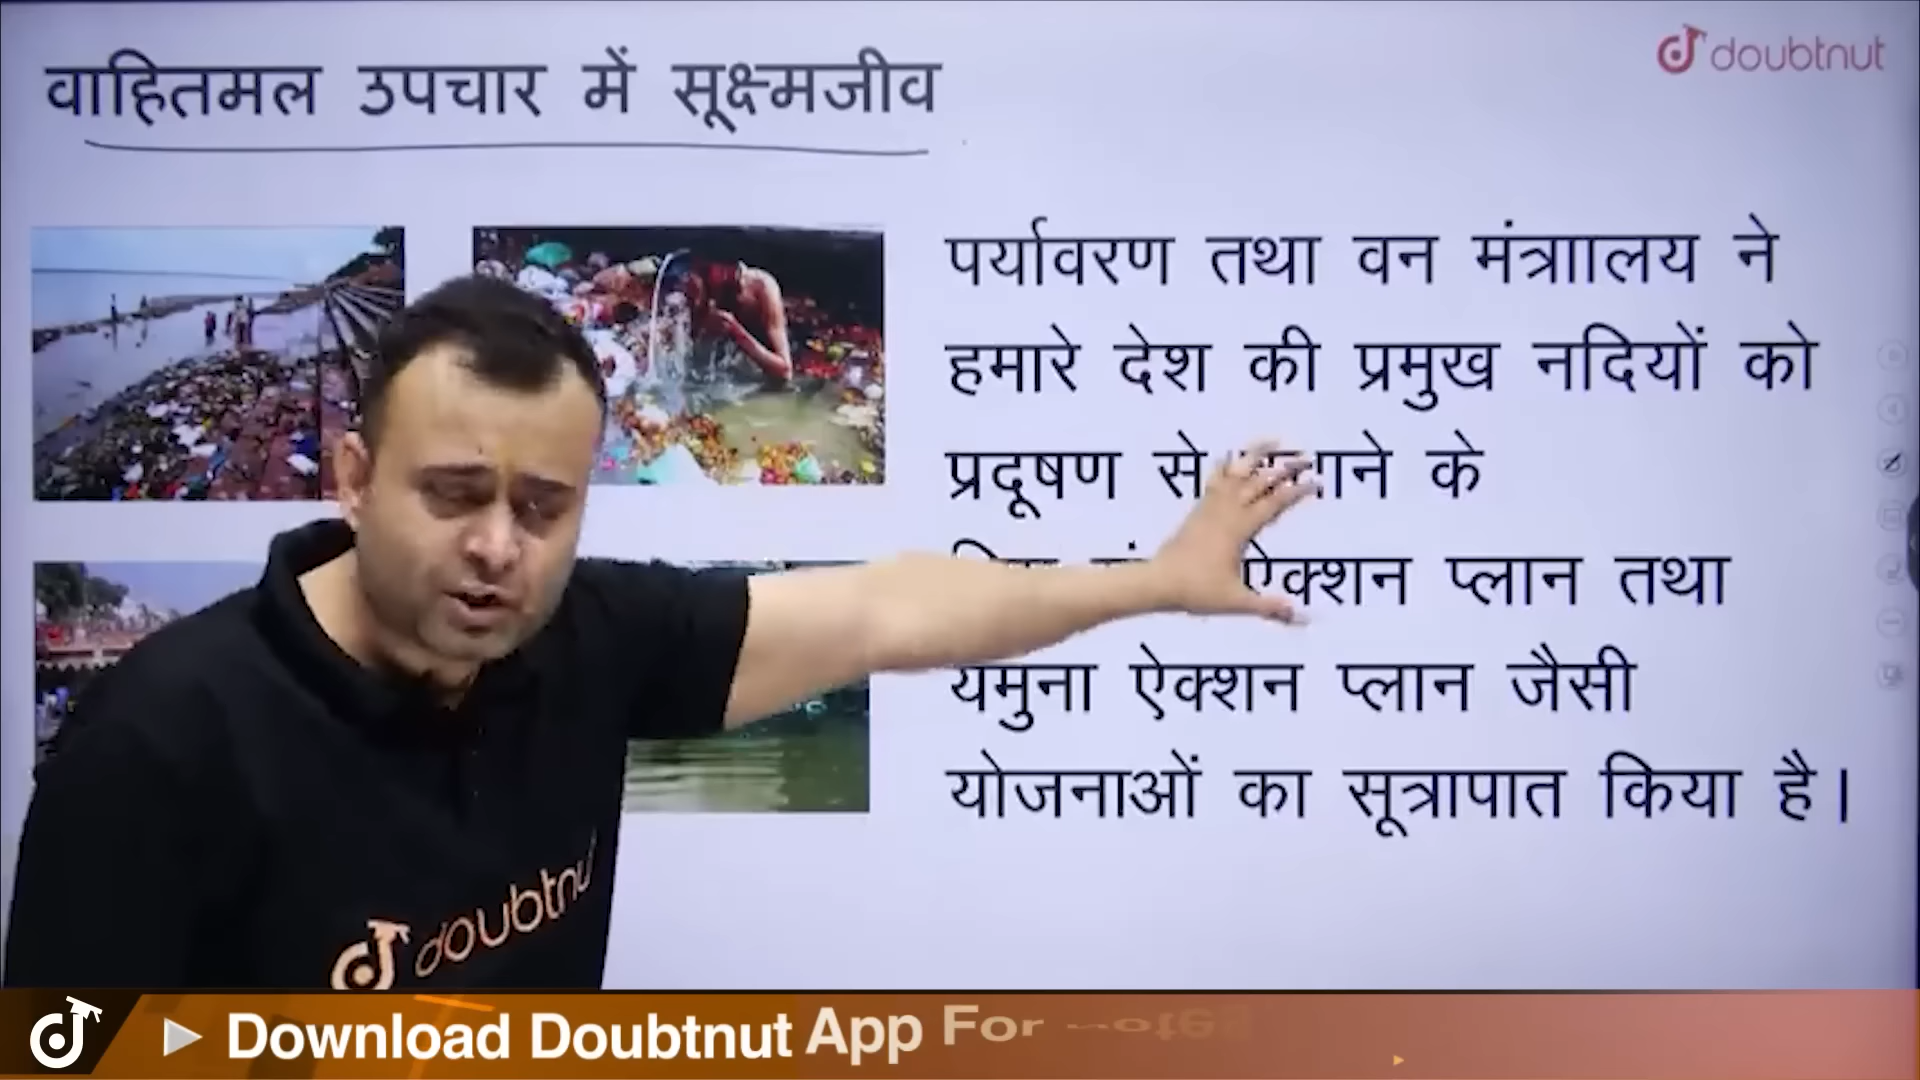 वाहितमल उपचार में सूक्ष्मजीव
doubtnut
पर्यावरण तथा वन मंत्राालय ने
हमारे देश की प्रमुख नदियों को
प्रदूषण से के
ऐक्शन प्लान तथा
यमुना ऐक्शन प्लान जैसी
योजनाओं का सूत्रापात किया है।
doubtnu
Download Doubtnut App For